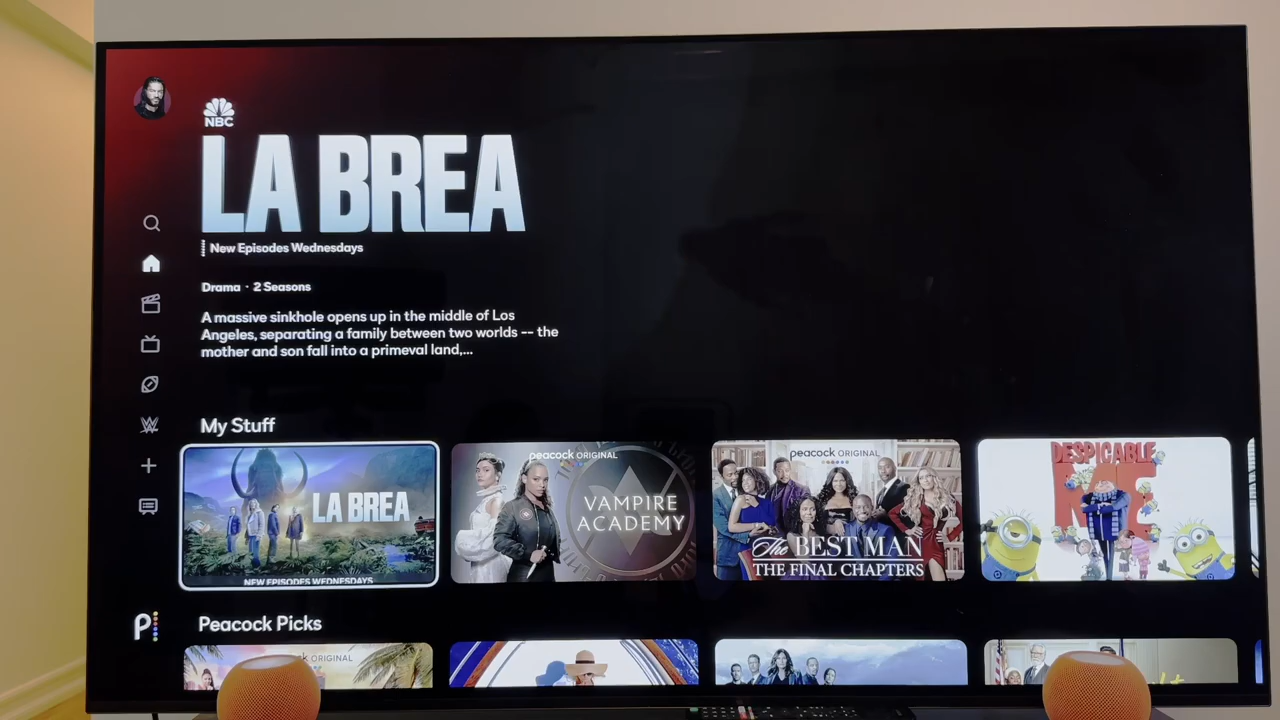 NBC
LA BREA
New Episodes Wednesdays
Drama · 2 Seasons
A massive sinkhole opens up in the middle of Los
Angeles, separating a family between two worlds -- the
mother and son fall into a primeval land,...
My Stuff
LA BREA
NEW EPISODES WEDNESDAYS
peacock ORIGINAL
VAMPIRE
ACADEMY
peacock ORIGINAL
The BEST MAN
THE FINAL CHAPTERS
DESPICABLE
ME
Peacock Picks
ORIGINAL